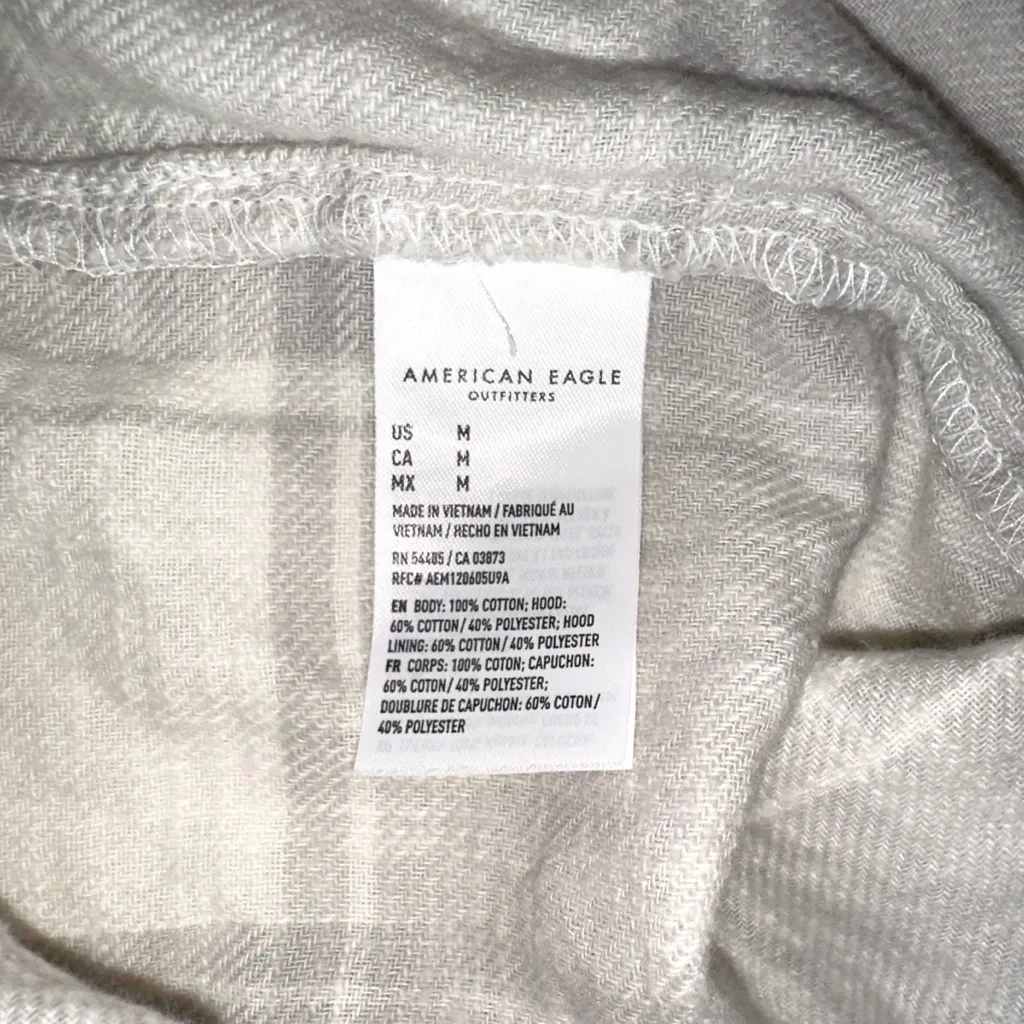 AMERICAN EAGLE
OUTFITTERS
US M
CA M
MX M
MADE IN VIETNAM / FABRIQUÉ AU
VIETNAM / HECHO EN VIETNAM
RN 54485 / CA 03873
RFC# AEM120605U9A
EN BODY: 100% COTTON; HOOD:
60% COTTON / 40% POLYESTER; HOOD
LINING: 60% COTTON / 40% POLYESTER
FR CORPS: 100% COTON; CAPUCHON:
60% COTON / 40% POLYESTER;
DOUBLURE DE CAPUCHON: 60% COTON /
40% POLYESTER